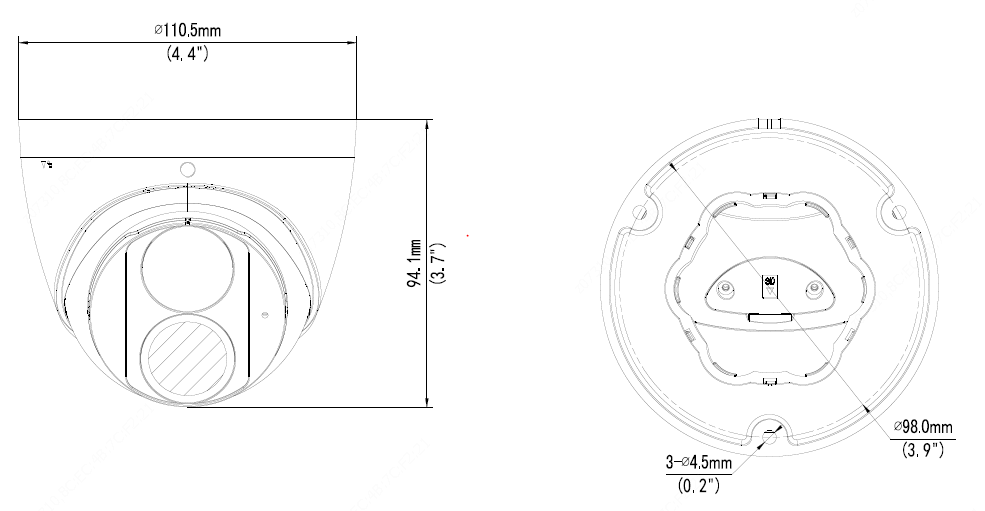 ⌀110.5mm
(4.4")
94.1mm
(3.7")
⌀98.0mm
(3.9")
3-⌀4.5mm
(0.2")